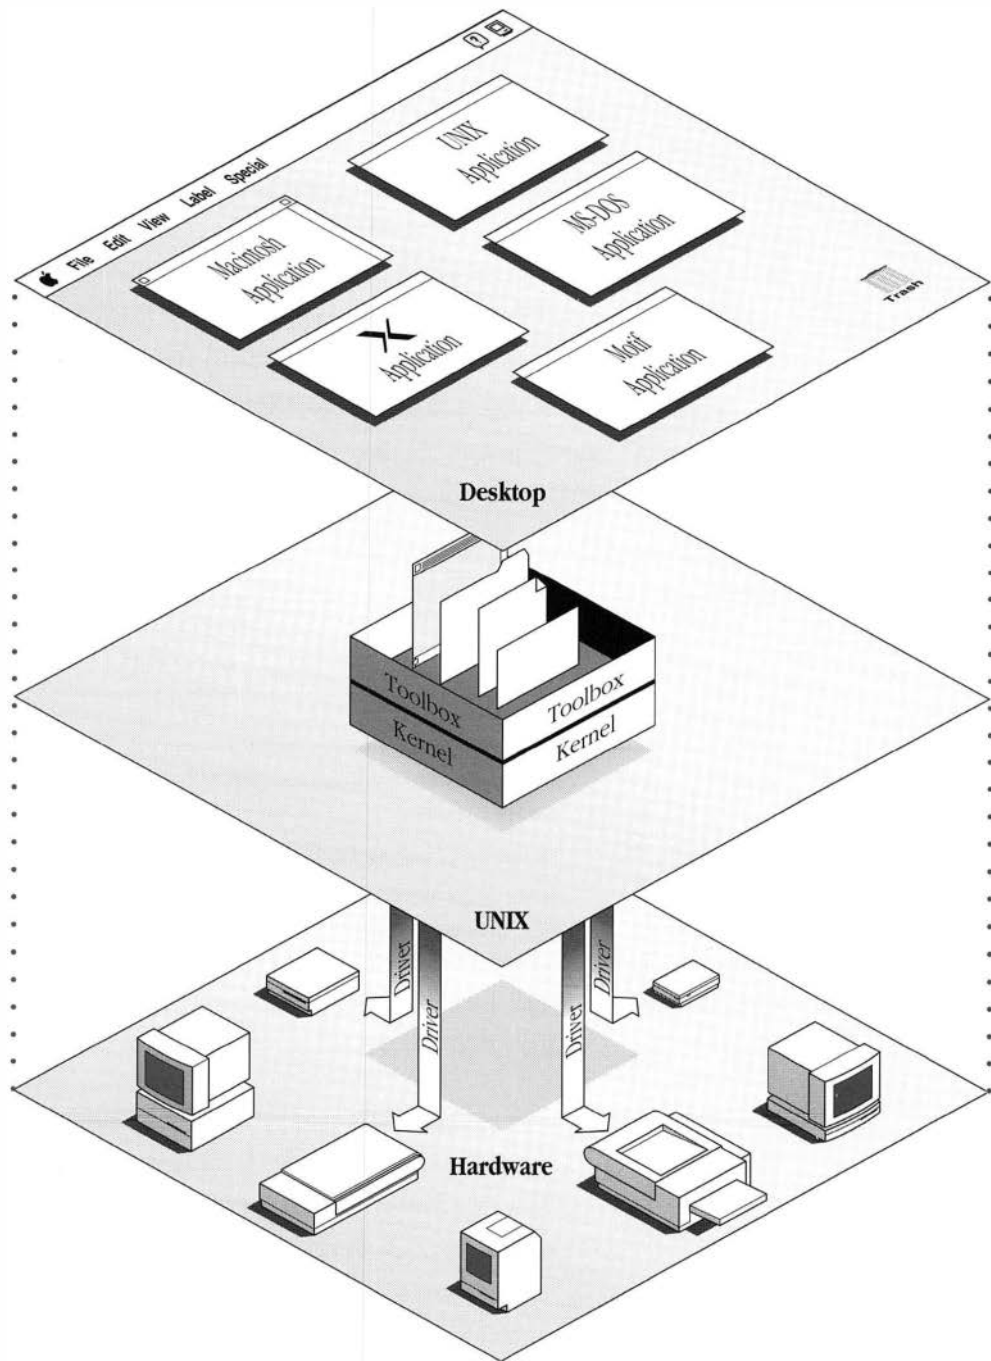 File Edit View Label Special
?
UNIX
Application
MS-DOS
Application
Macintosh
Application
X
Application
Motif
Application
Trash
Desktop
Toolbox
Toolbox
Kernel
Kernel
UNIX
Driver
Driver
Driver
Driver
Hardware